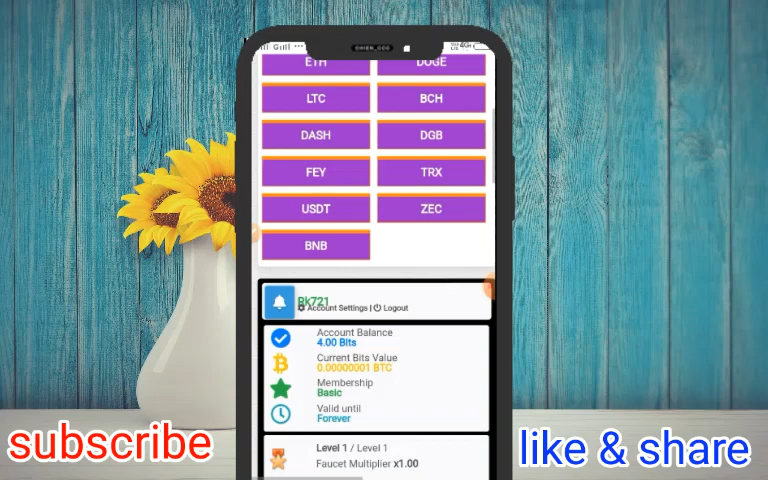 ETH DOGE
LTC BCH
DASH DGB
FEY TRX
USDT ZEC
BNB
Rk721
Account Settings | Logout
Account Balance
4.00 Bits
Current Bits Value
0.00000001 BTC
Membership
Basic
Valid until
Forever
Level 1 / Level 1
Faucet Multiplier x1.00
subscribe
like & share